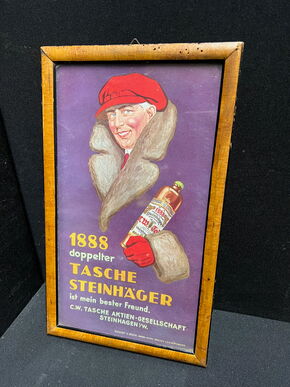 1888
doppelter
TASCHE
STEINHÄGER
ist mein bester Freund.
C.W. TASCHE AKTIEN-GESELLSCHAFT
STEINHAGEN i/W.